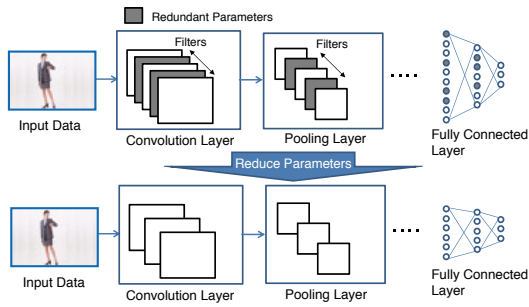 Redundant Parameters
Filters
Filters
Input Data
Convolution Layer
Pooling Layer
Fully Connected
Layer
Reduce Parameters
Input Data
Convolution Layer
Pooling Layer
Fully Connected
Layer